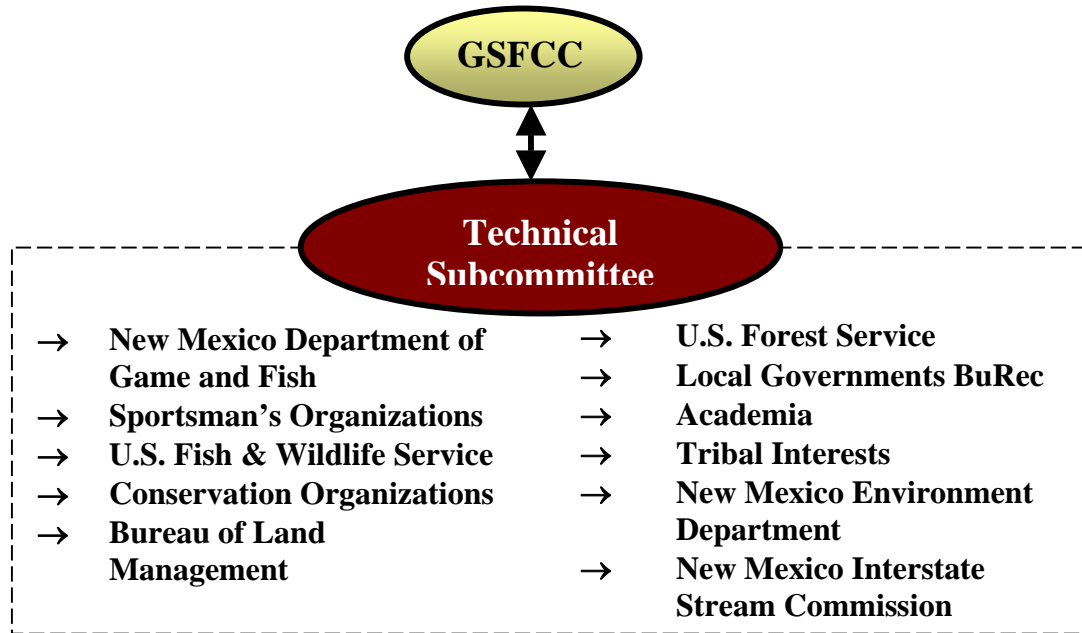 GSFCC
Technical
Subcommittee
→ New Mexico Department of
Game and Fish
→ Sportsman’s Organizations
→ U.S. Fish & Wildlife Service
→ Conservation Organizations
→ Bureau of Land
Management
→ U.S. Forest Service
→ Local Governments BuRec
→ Academia
→ Tribal Interests
→ New Mexico Environment
Department
→ New Mexico Interstate
Stream Commission